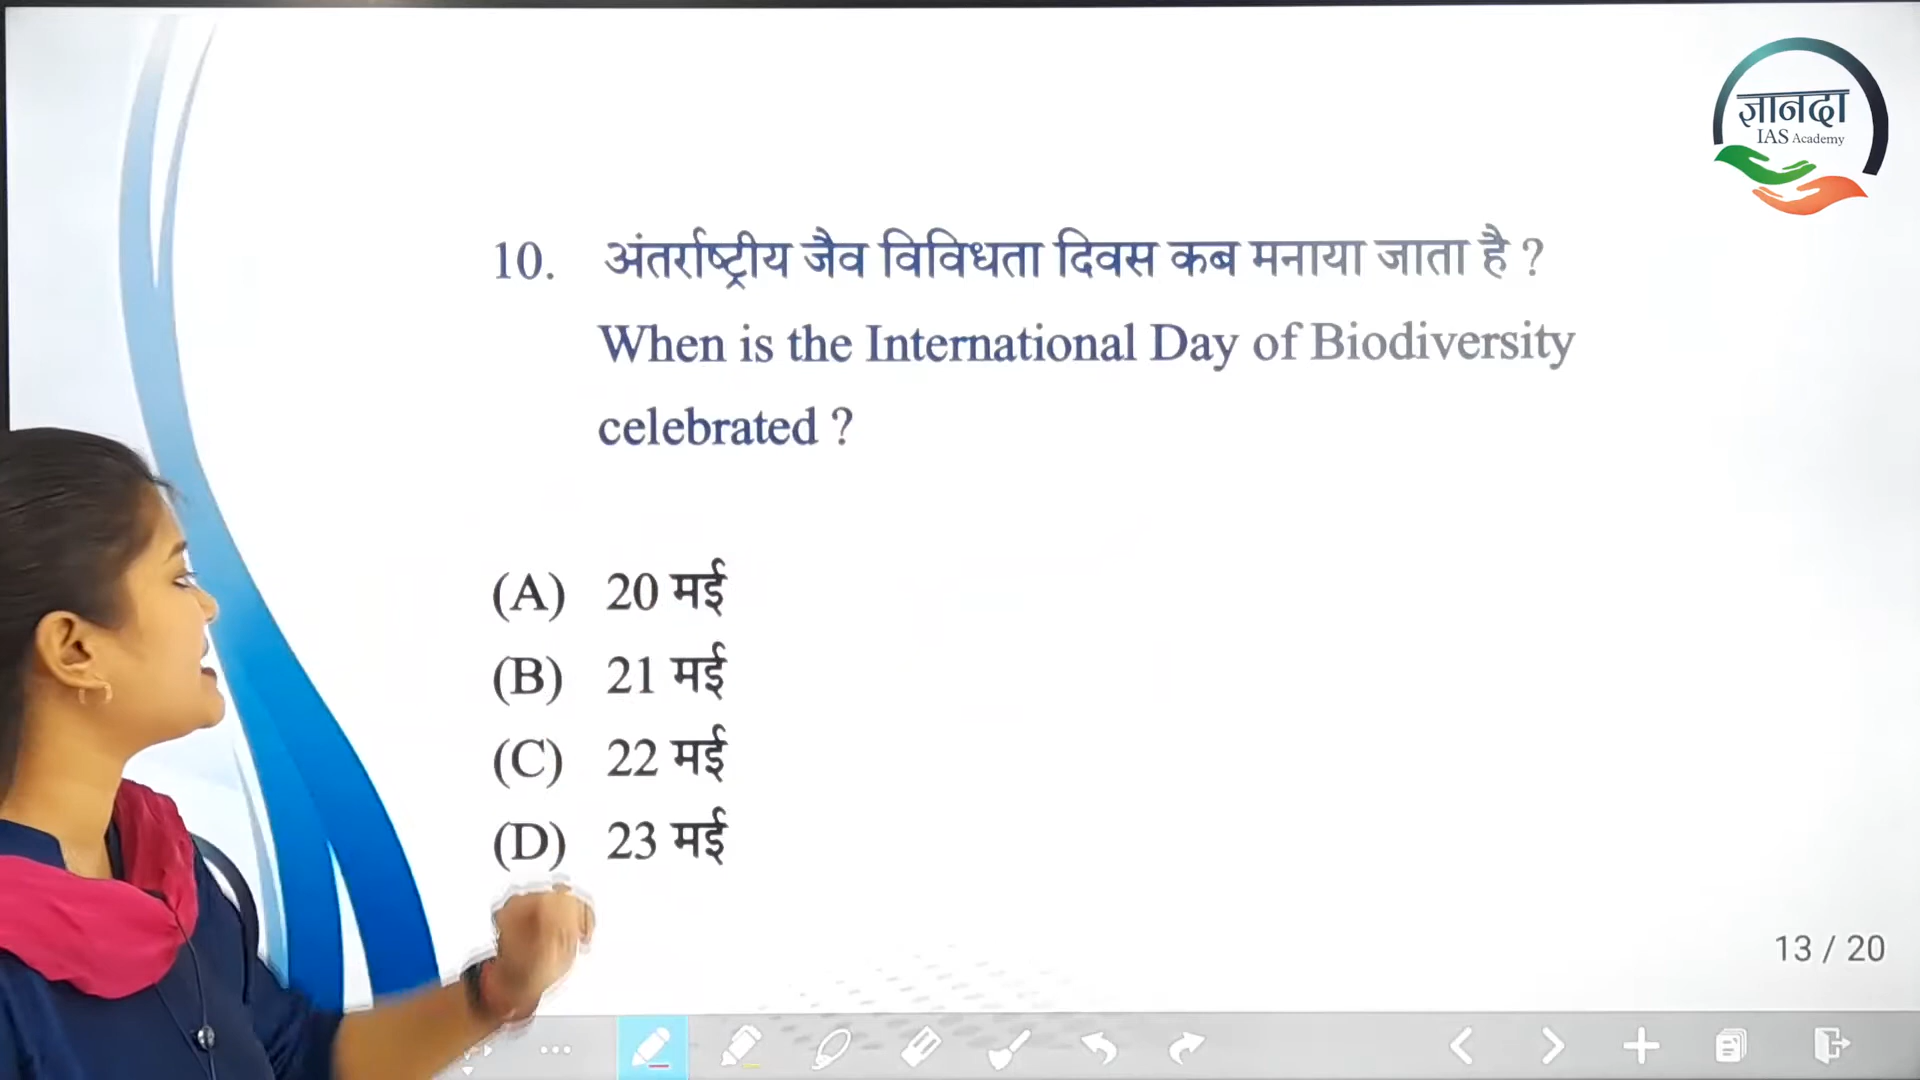 ज्ञानदा
IAS Academy
10. अंतर्राष्ट्रीय जैव विविधता दिवस कब मनाया जाता है ?
When is the International Day of Biodiversity
celebrated ?
(A) 20 मई
(B) 21 मई
(C) 22 मई
(D) 23 मई
13 / 20